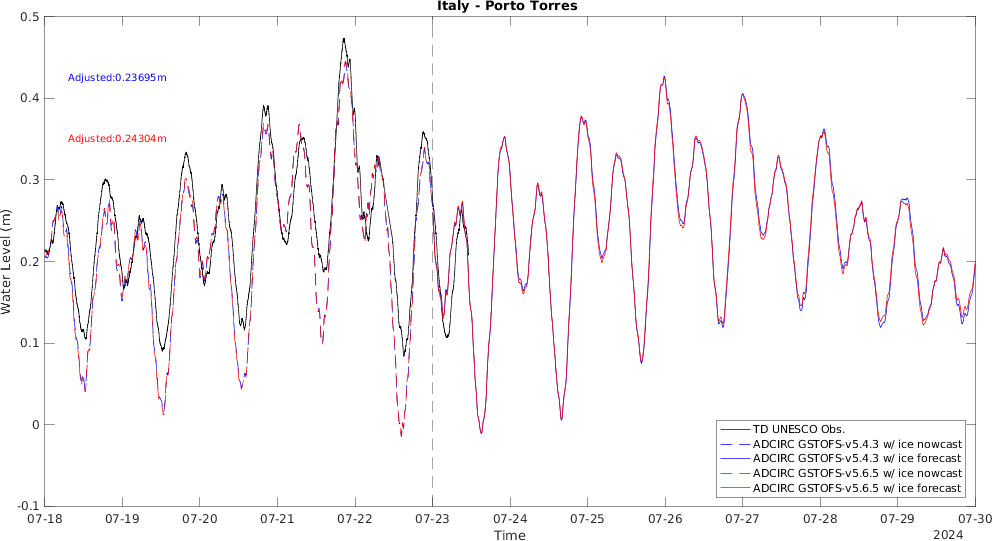 Italy - Porto Torres
Water Level (m)
0.5
0.4
0.3
0.2
0.1
0
-0.1
Adjusted:0.23695m
Adjusted:0.24304m
TD UNESCO Obs.
ADCIRC GSTOFS-v5.4.3 w/ ice nowcast
ADCIRC GSTOFS-v5.4.3 w/ ice forecast
ADCIRC GSTOFS-v5.6.5 w/ ice nowcast
ADCIRC GSTOFS-v5.6.5 w/ ice forecast
07-18 07-19 07-20 07-21 07-22 07-23 07-24 07-25 07-26 07-27 07-28 07-29 07-30
Time
2024